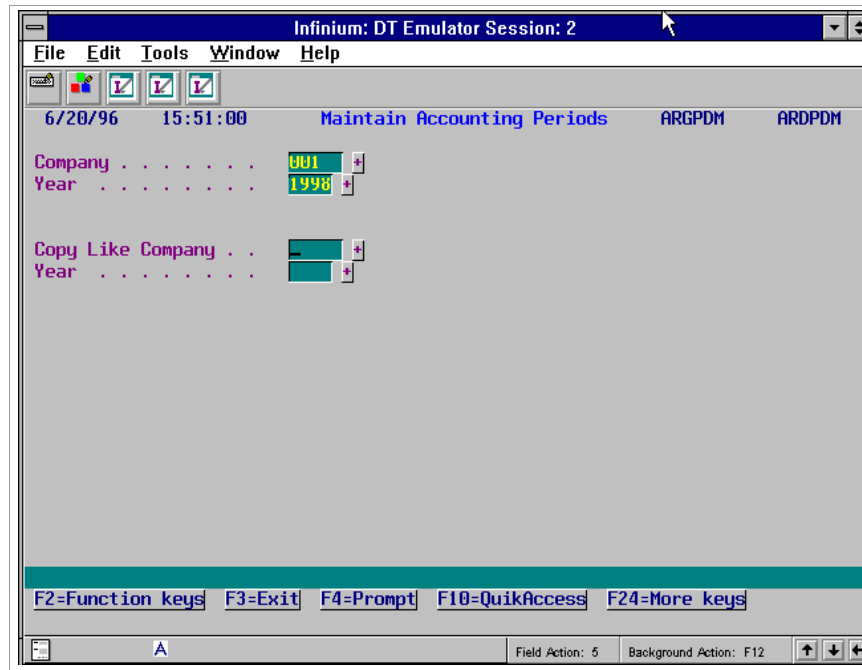 Infinium: DT Emulator Session: 2
File Edit Tools Window Help
6/20/96 15:51:00 Maintain Accounting Periods ARGPDM ARDPDM
Company . . . . . . . 001 +
Year . . . . . . . . 1998 +
Copy Like Company . . _ +
Year . . . . . . . . +
F2=Function keys F3=Exit F4=Prompt F10=QuikAccess F24=More keys
A Field Action: 5 Background Action: F12